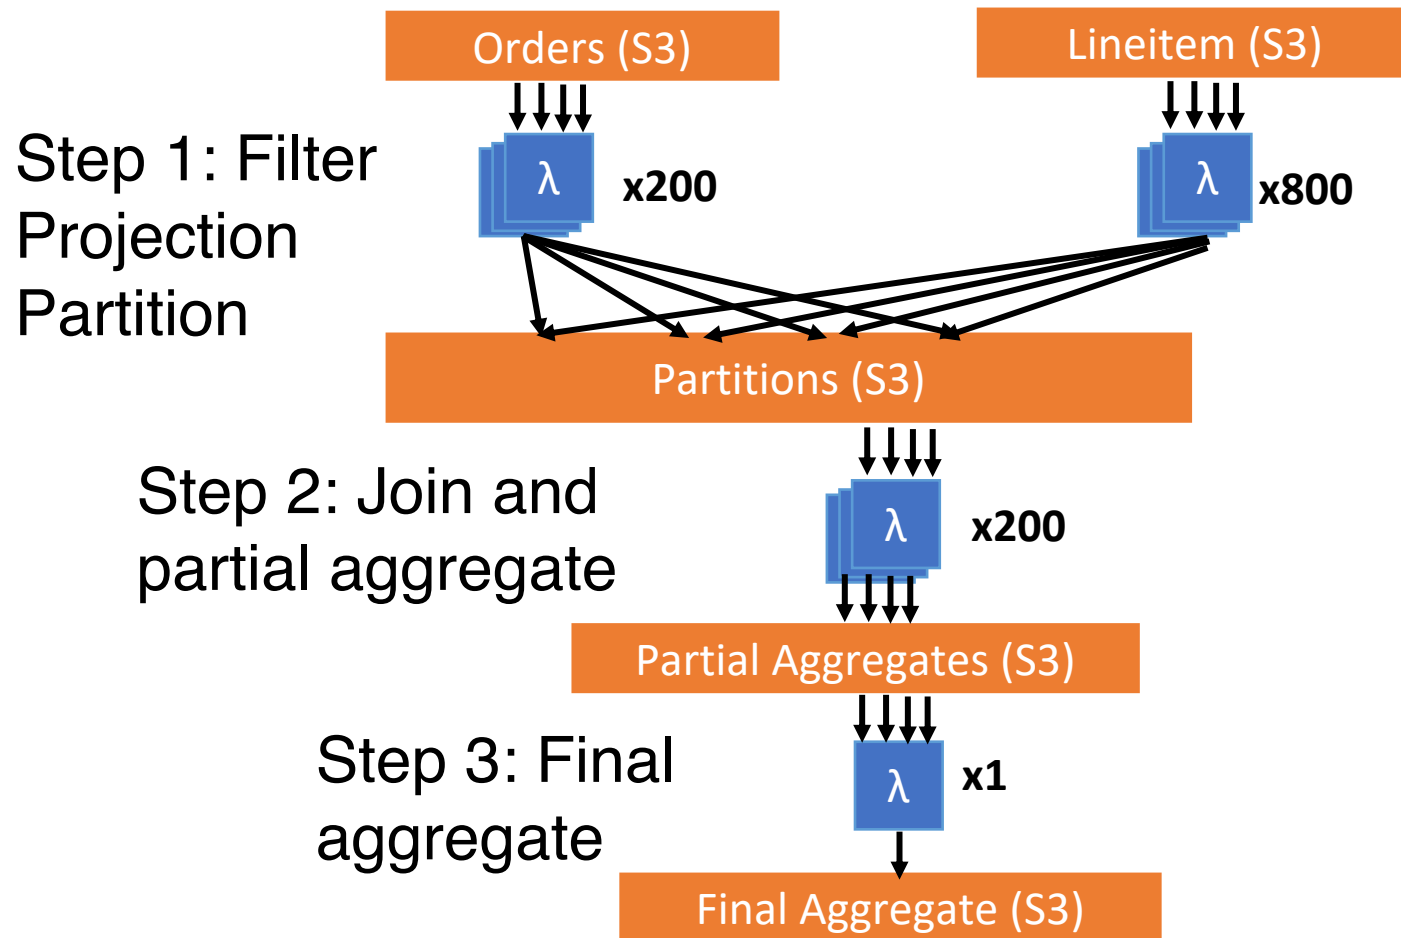 Orders (S3)
Lineitem (S3)
Step 1: Filter
Projection
Partition
λ
x200
λ
x800
Partitions (S3)
Step 2: Join and
partial aggregate
λ
x200
Partial Aggregates (S3)
Step 3: Final
aggregate
λ
x1
Final Aggregate (S3)